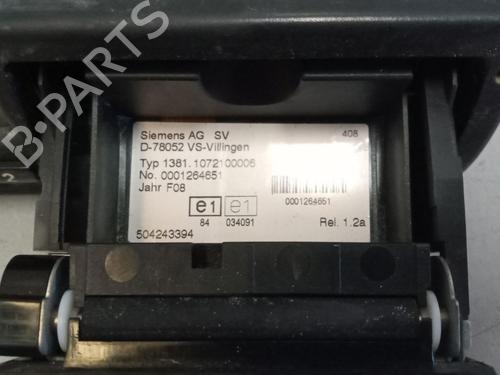 Siemens AG SV
408
D-78052 VS-Villingen
Typ 1381.1072100006
No. 0001264651
Jahr F08
0001264651
e1 e1
84 034091
Rel. 1.2a
504243394
2
B-PARTS